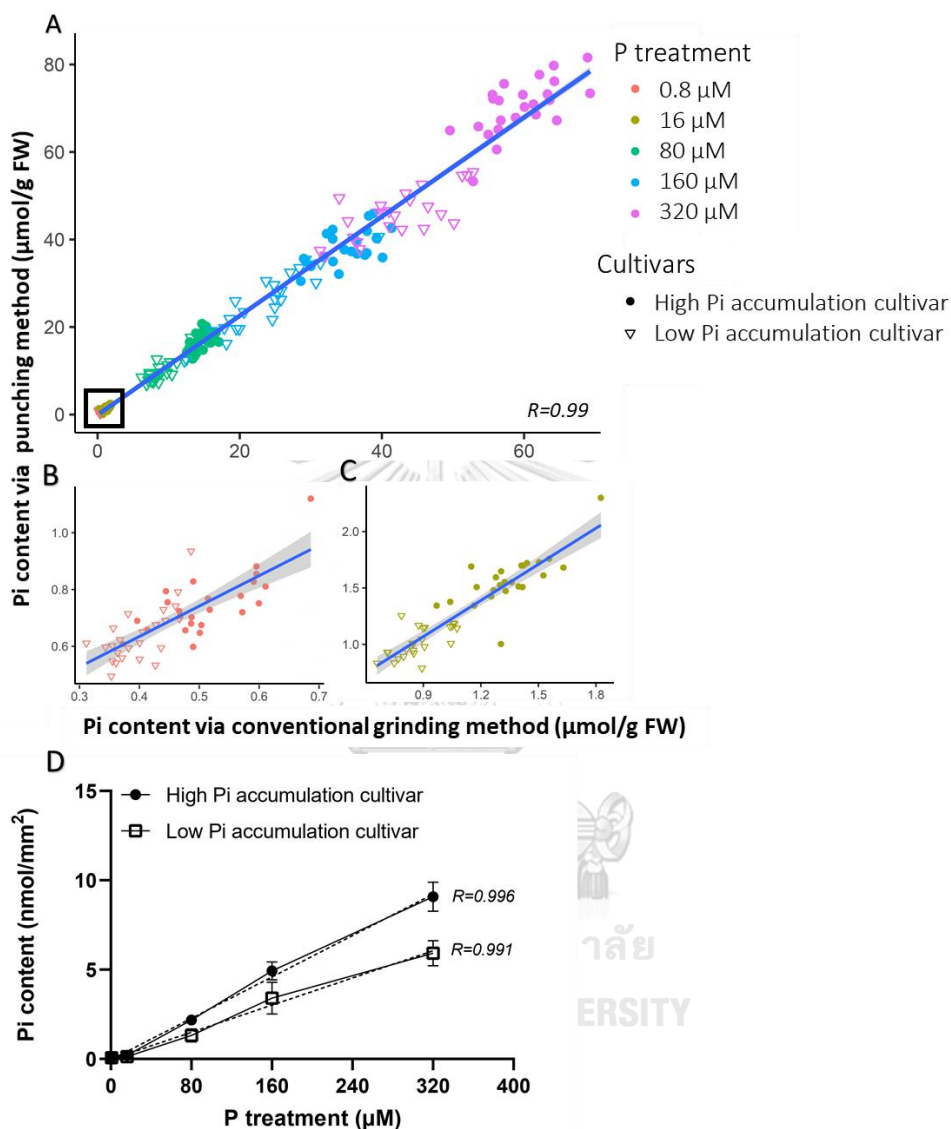 A
Pi content via punching method (µmol/g FW)
80
60
40
20
0
0
20
40
60
R=0.99
P treatment
0.8 µM
16 µM
80 µM
160 µM
320 µM
Cultivars
High Pi accumulation cultivar
Low Pi accumulation cultivar
B
1.0
0.8
0.6
0.3
0.4
0.5
0.6
0.7
C
2.0
1.5
1.0
0.9
1.2
1.5
1.8
Pi content via conventional grinding method (µmol/g FW)
D
High Pi accumulation cultivar
Low Pi accumulation cultivar
Pi content (nmol/mm²)
15
10
5
0
R=0.996
R=0.991
0
80
160
240
320
400
P treatment (µM)
ERSITY